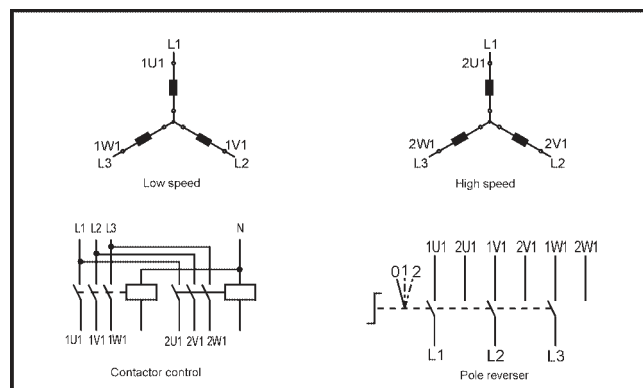 L1
1U1
1W1
1V1
L3
L2
Low speed
L1
2U1
2W1
2V1
L3
L2
High speed
L1 L2 L3 N
1U1 1V1 1W1 2U1 2V1 2W1
Contactor control
1U1 2U1 1V1 2V1 1W1 2W1
0 1 2
L1 L2 L3
Pole reverser